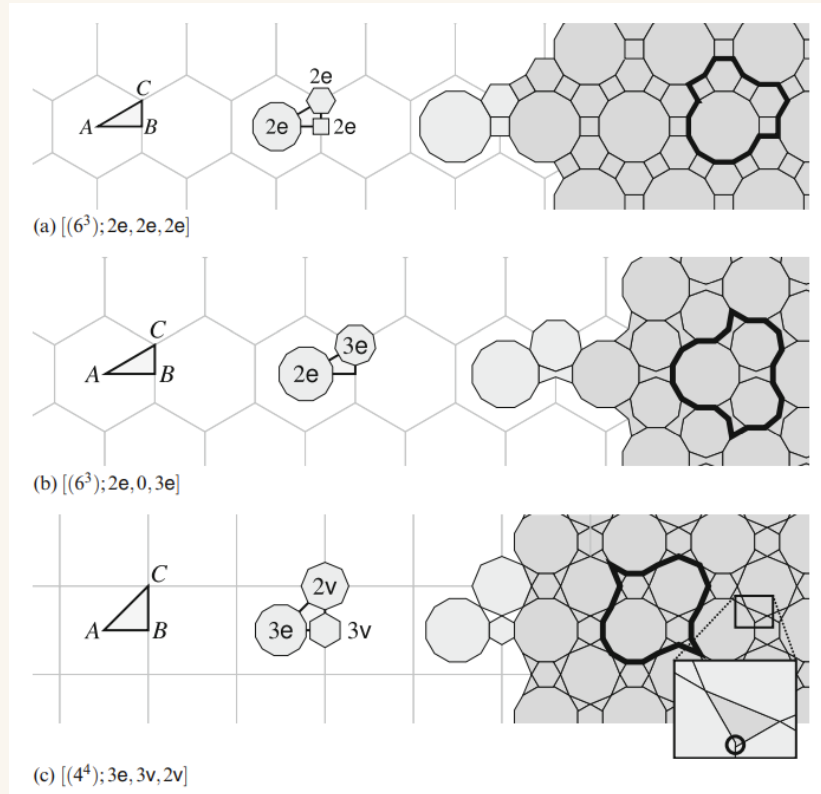 C
A
B
2e
2e
2e
(a) [(6³); 2e, 2e, 2e]
C
A
B
3e
2e
(b) [(6³); 2e, 0, 3e]
C
A
B
2v
3e
3v
(c) [(4⁴); 3e, 3v, 2v]